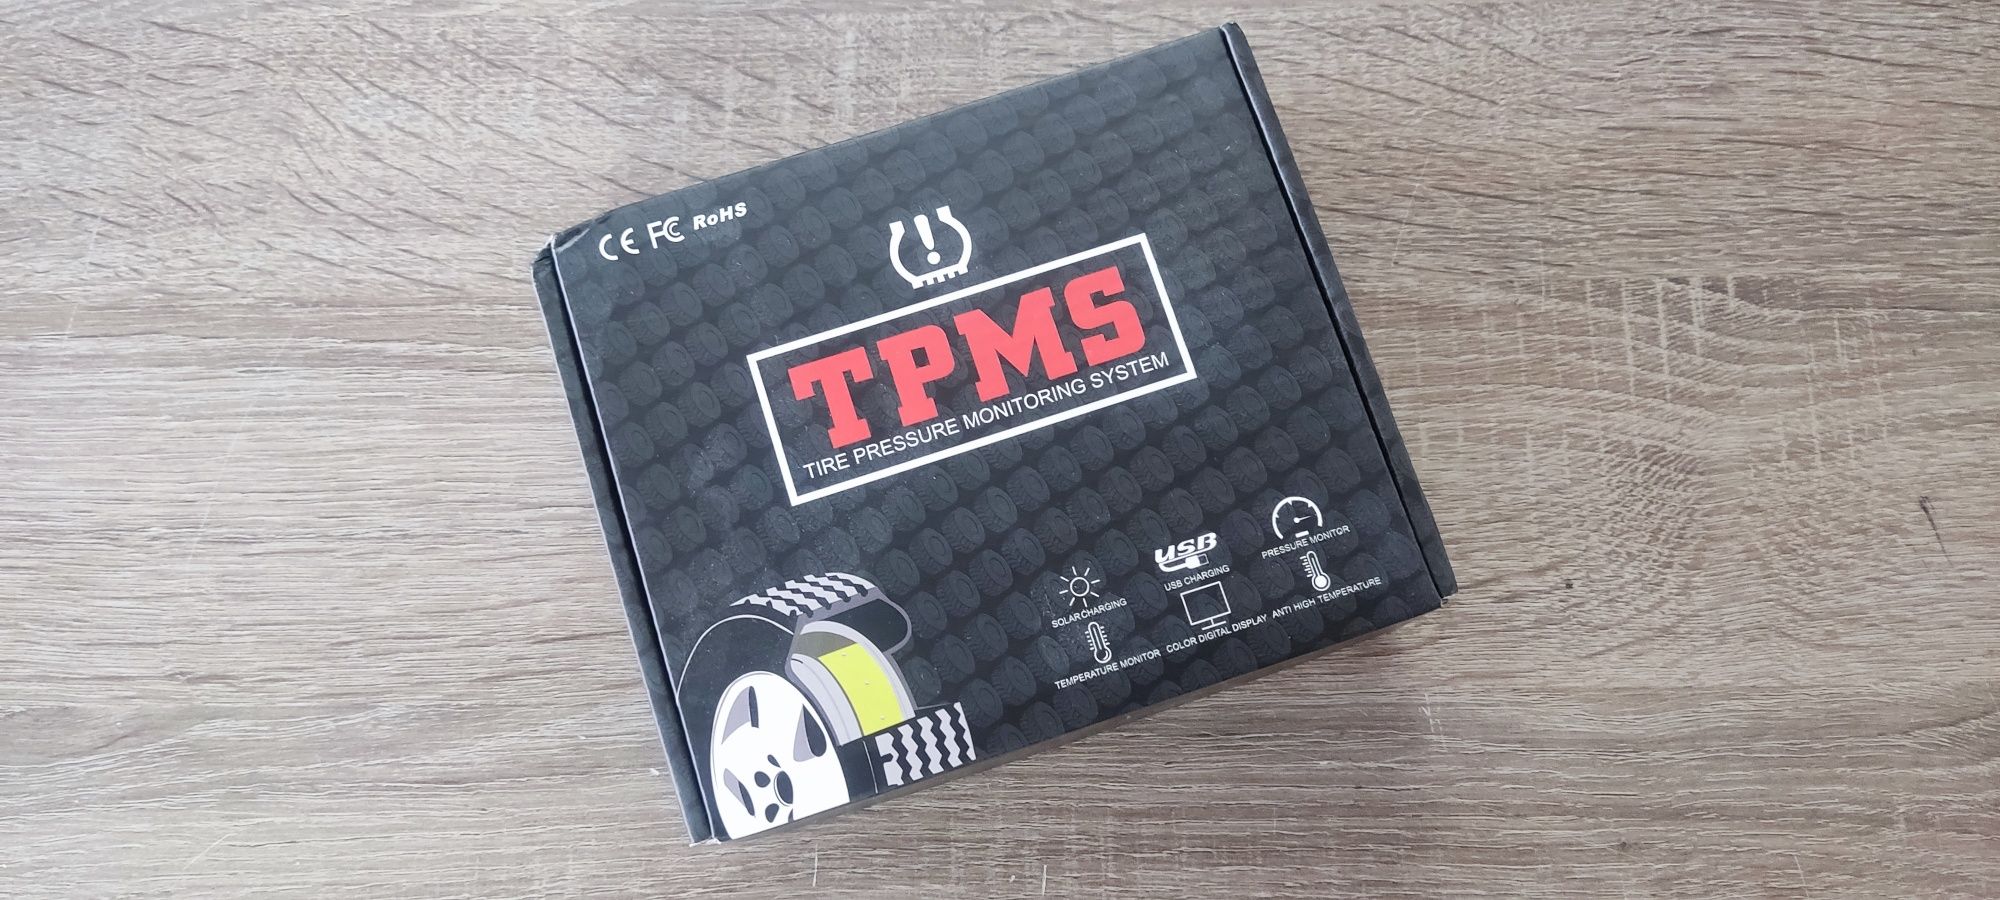 CE FC RoHS
TPMS
TIRE PRESSURE MONITORING SYSTEM
USB
SOLAR CHARGING
USB CHARGING
PRESSURE MONITOR
TEMPERATURE MONITOR
COLOR DIGITAL DISPLAY
ANTI HIGH TEMPERATURE